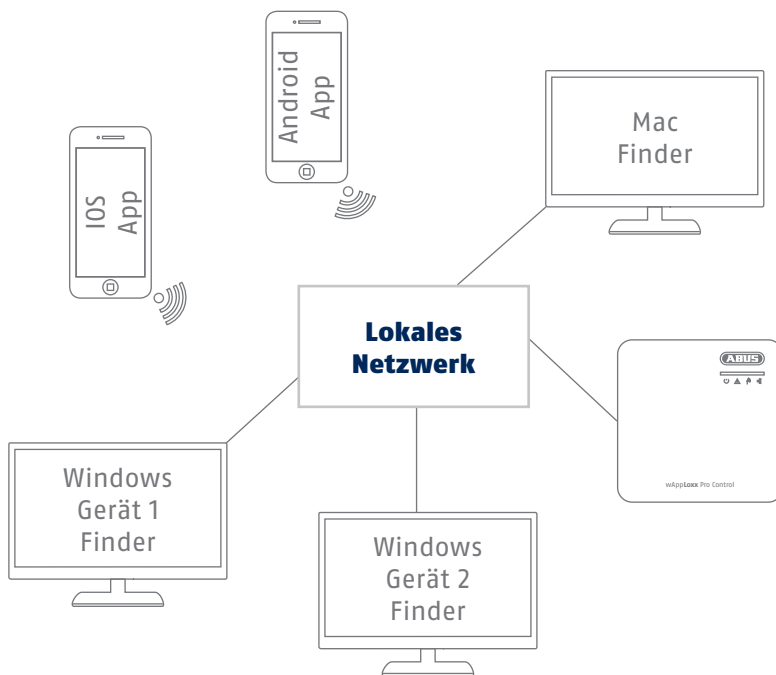 Android
App
IOS
App
Mac
Finder
Lokales
Netzwerk
ABUS
wAppLoxx Pro Control
Windows
Gerät 1
Finder
Windows
Gerät 2
Finder